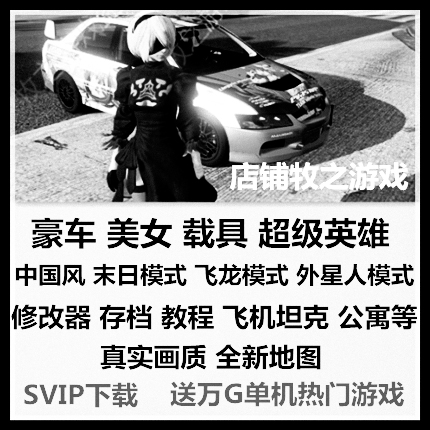 店铺牧之游戏
豪车 美女 载具 超级英雄
中国风 末日模式 飞龙模式 外星人模式
修改器 存档 教程 飞机坦克 公寓等
真实画质 全新地图
SVIP下载 送万G单机热门游戏